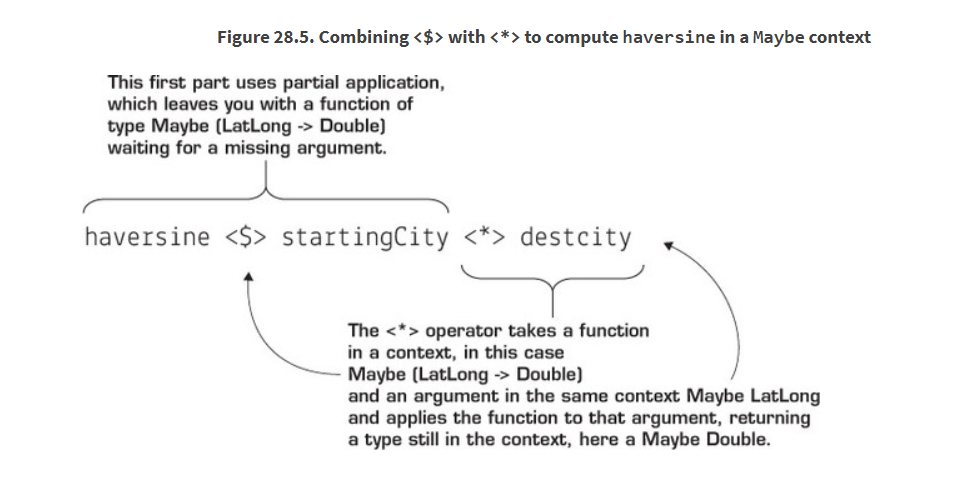 Figure 28.5. Combining <$> with <*> to compute haversine in a Maybe context
This first part uses partial application,
which leaves you with a function of
type Maybe (LatLong -> Double)
waiting for a missing argument.
haversine <$> startingCity <*> destcity
The <*> operator takes a function
in a context, in this case
Maybe (LatLong -> Double)
and an argument in the same context Maybe LatLong
and applies the function to that argument, returning
a type still in the context, here a Maybe Double.